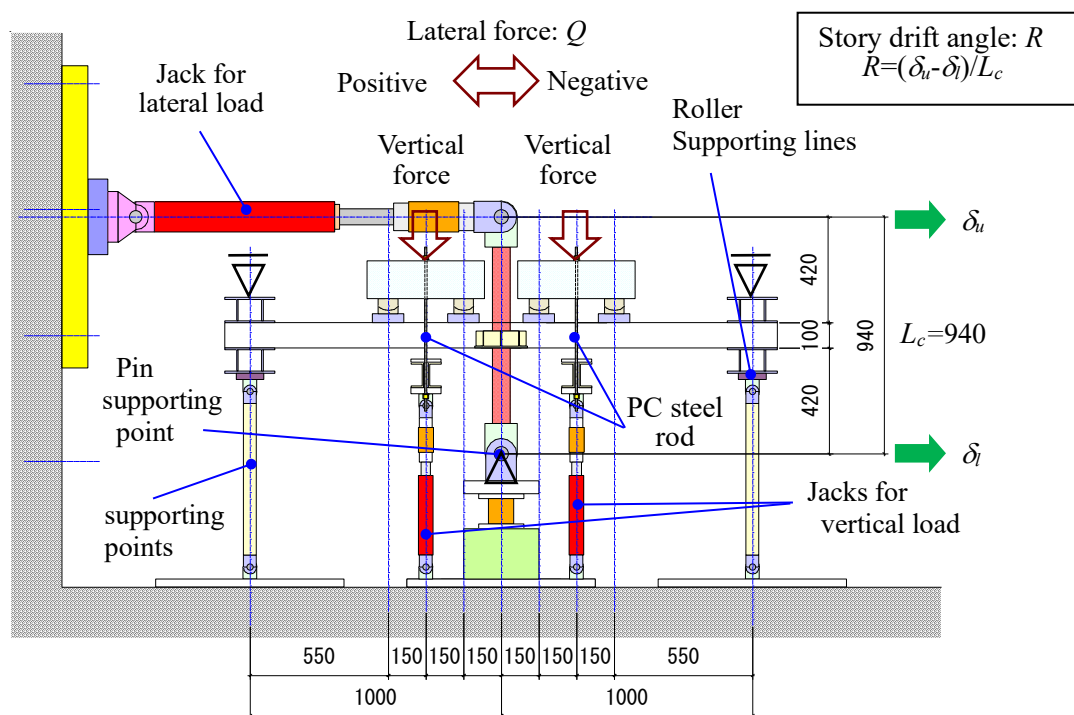 Lateral force: Q
Positive
Negative
Story drift angle: R
R=(δu-δl)/Lc
Jack for
lateral load
Vertical
force
Vertical
force
Roller
Supporting lines
δu
420
100
940
Lc=940
420
Pin
supporting
point
PC steel
rod
δl
supporting
points
Jacks for
vertical load
550
150
150
150
150
150
150
550
1000
1000